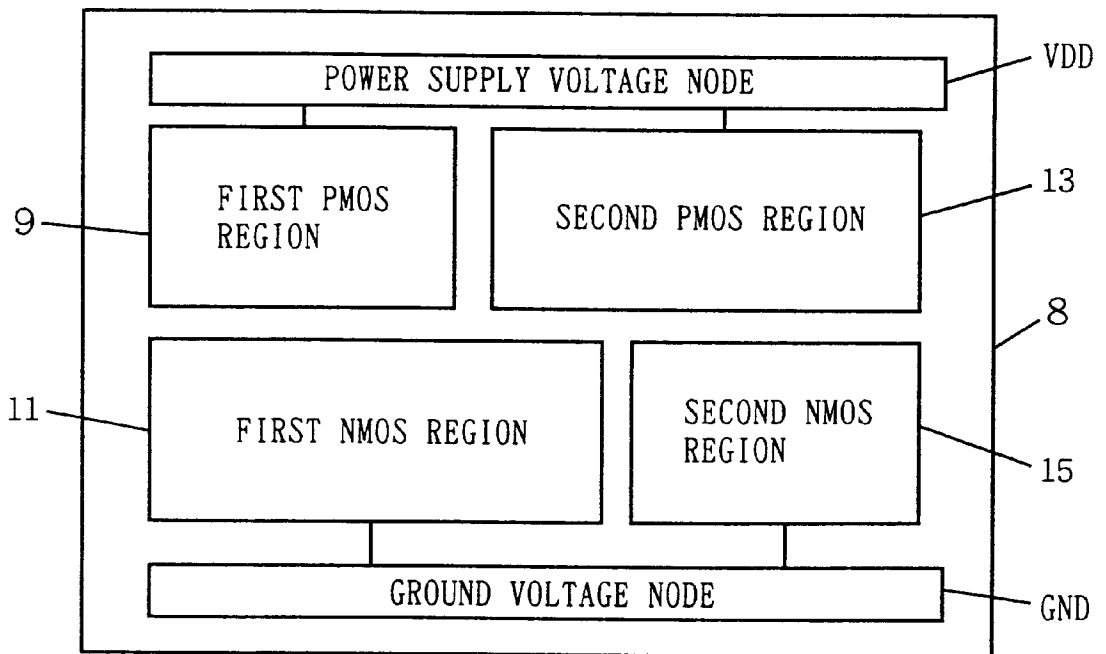 POWER SUPPLY VOLTAGE NODE
VDD
FIRST PMOS
REGION
9
SECOND PMOS REGION
13
8
FIRST NMOS REGION
11
SECOND NMOS
REGION
15
GROUND VOLTAGE NODE
GND